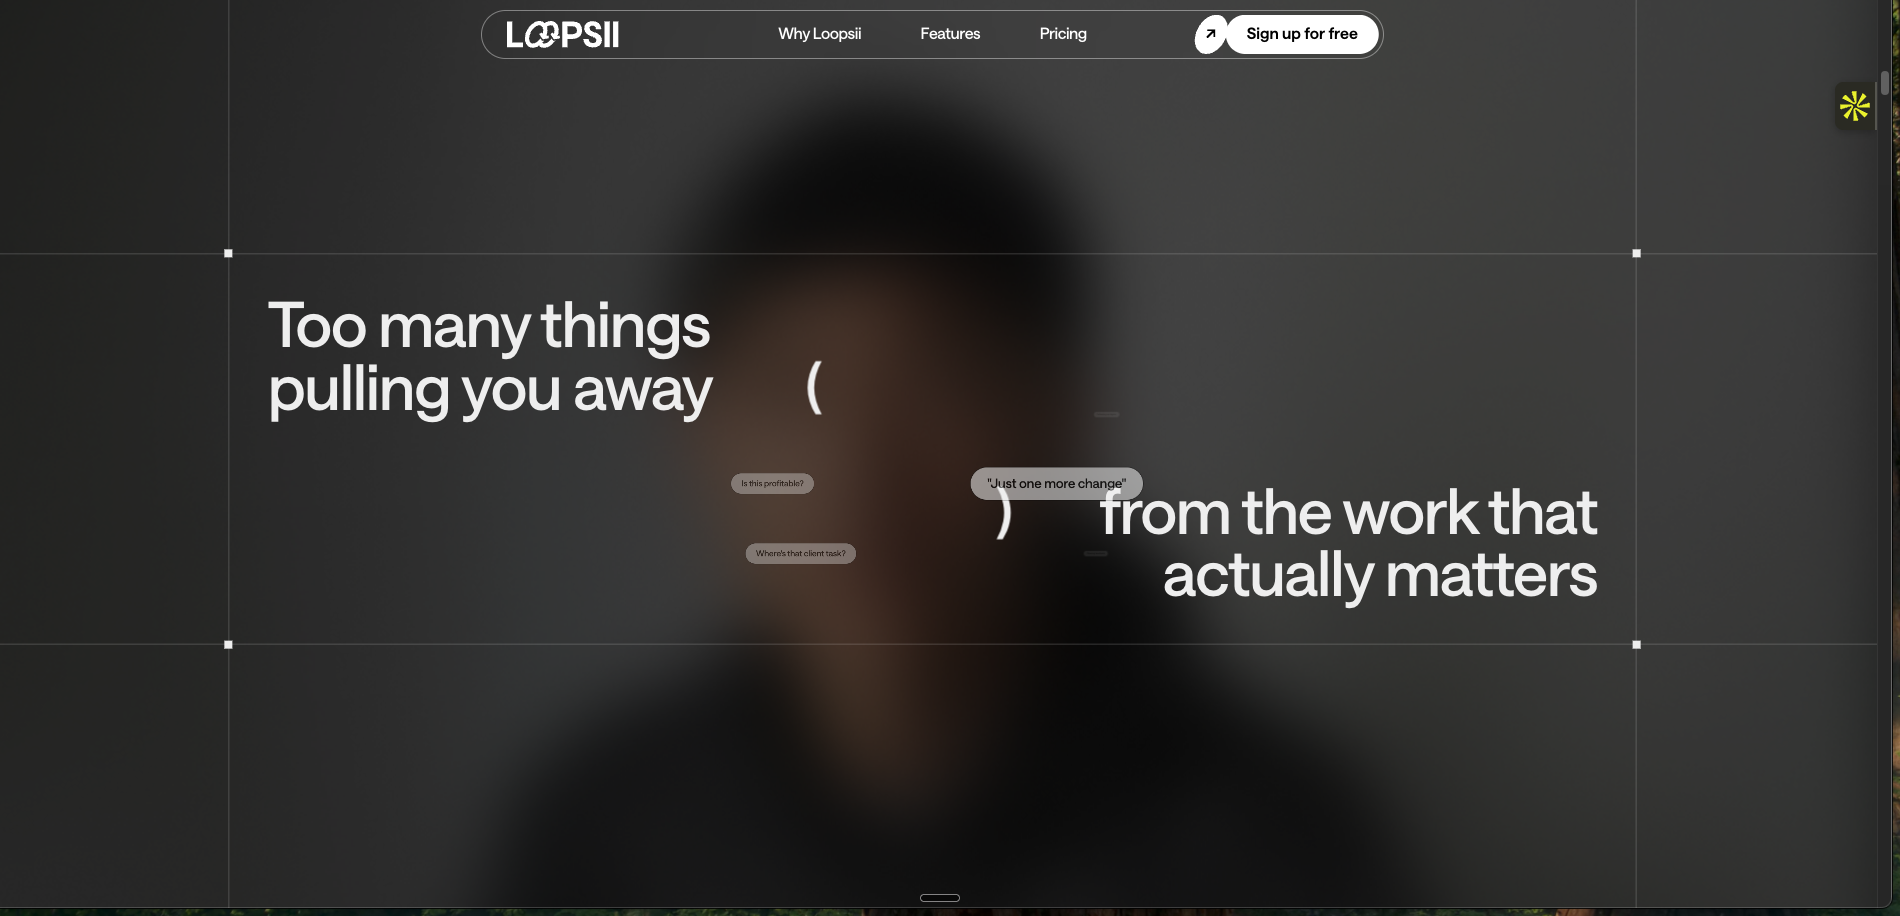 LOOPSII
Why Loopsii
Features
Pricing
Sign up for free
Too many things
pulling you away
(
Is this profitable?
"Just one more change"
)
from the work that
Where's that client task?
actually matters